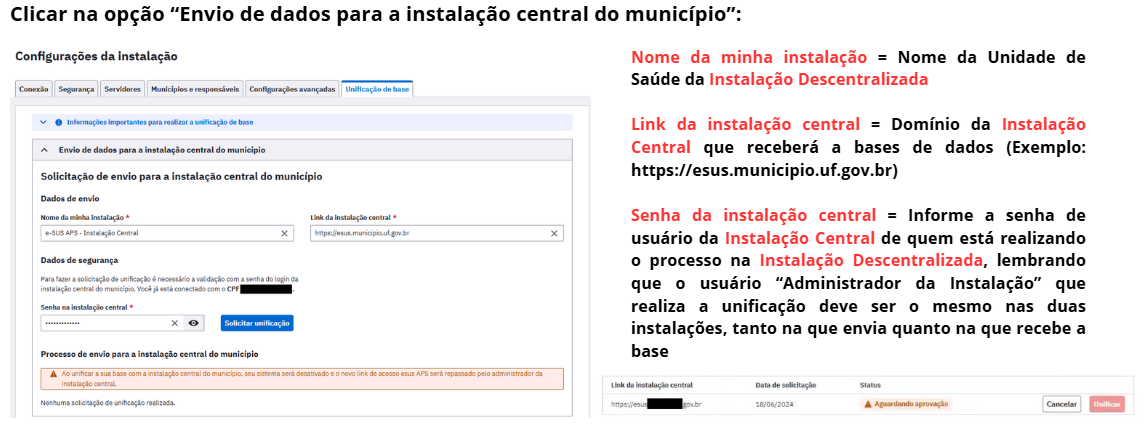 Clicar na opção “Envio de dados para a instalação central do município”:
Configurações da instalação
Conexão
Segurança
Servidores
Municípios e responsáveis
Configurações avançadas
Unificação de base
Informações importantes para realizar a unificação de base
Envio de dados para a instalação central do município
Solicitação de envio para a instalação central do município
Dados de envio
Nome da minha instalação *
Link da instalação central *
e-SUS APS - Instalação Central
https://esus.municipio.uf.gov.br
Dados de segurança
Para fazer a solicitação de unificação é necessário a validação com a senha do login da
instalação central do município. Você já está conectado com o CPF .
Senha na instalação central *
Solicitar unificação
Processo de envio para a instalação central do município
Ao unificar a sua base com a instalação central do município, seu sistema será desativado e o novo link de acesso esus APS será repassado pelo administrador da
instalação central.
Nenhuma solicitação de unificação realizada.
Nome da minha instalação = Nome da Unidade de
Saúde da Instalação Descentralizada
Link da instalação central = Domínio da Instalação
Central que receberá a bases de dados (Exemplo:
https://esus.municipio.uf.gov.br)
Senha da instalação central = Informe a senha de
usuário da Instalação Central de quem está realizando
o processo na Instalação Descentralizada, lembrando
que o usuário “Administrador da Instalação” que
realiza a unificação deve ser o mesmo nas duas
instalações, tanto na que envia quanto na que recebe a
base
Link da instalação central
Data de solicitação
Status
https://esus gov.br
18/06/2024
Aguardando aprovação
Cancelar
Unificar